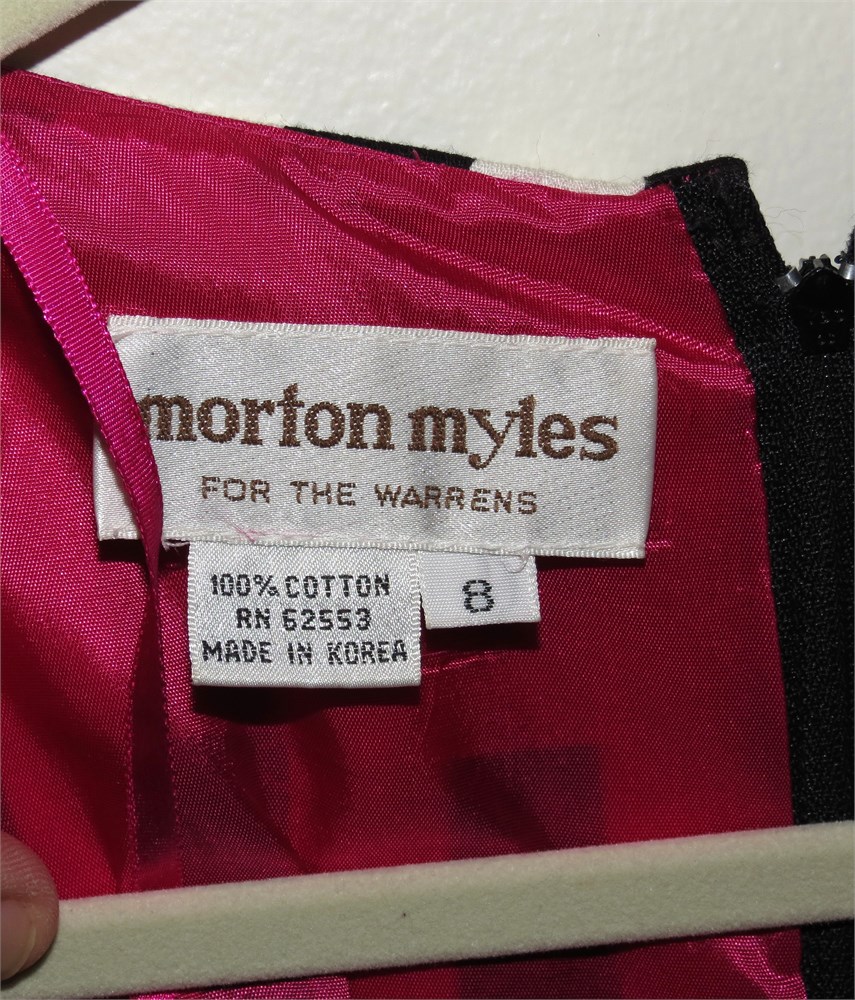 morton myles
FOR THE WARRENS
100% COTTON
RN 62553
MADE IN KOREA
8